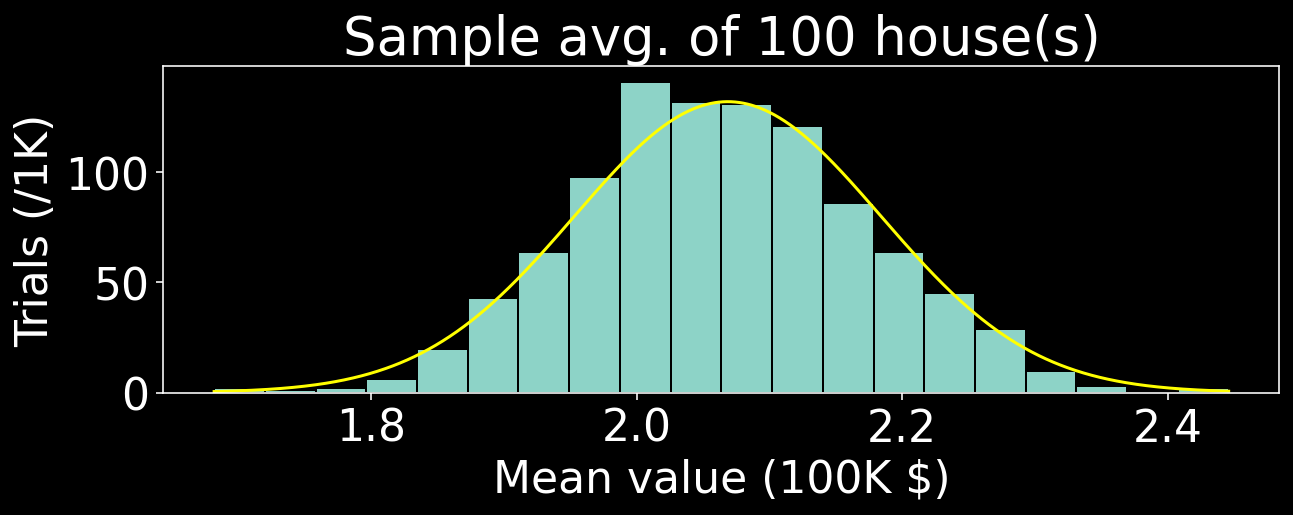 Sample avg. of 100 house(s)
Trials (/1K)
100
50
0
1.8 2.0 2.2 2.4
Mean value (100K $)